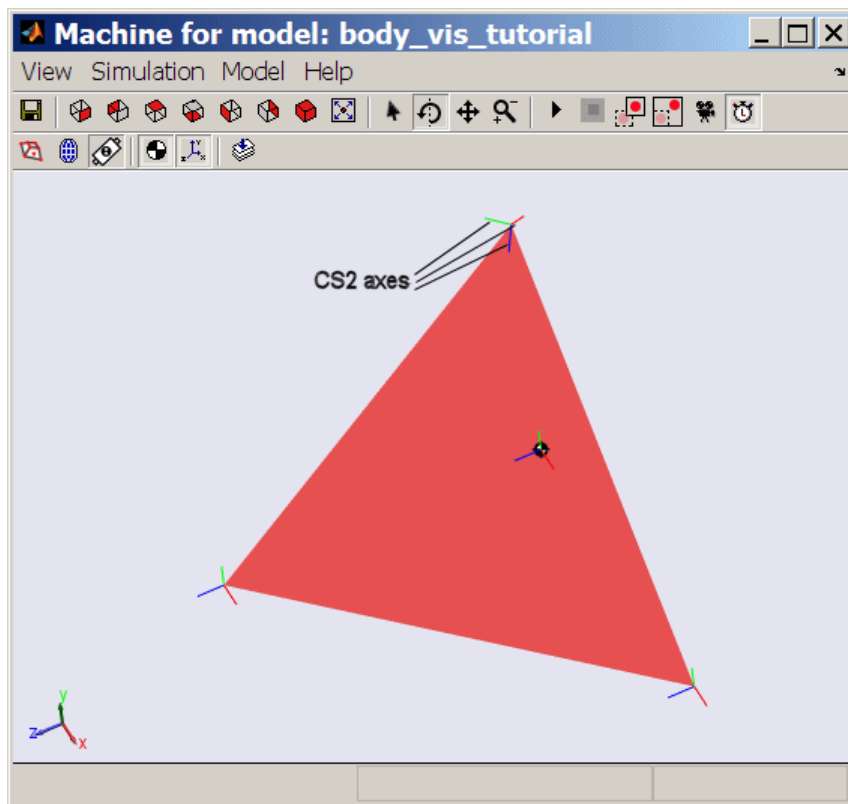 Machine for model: body_vis_tutorial
View Simulation Model Help
CS2 axes
y
z
x